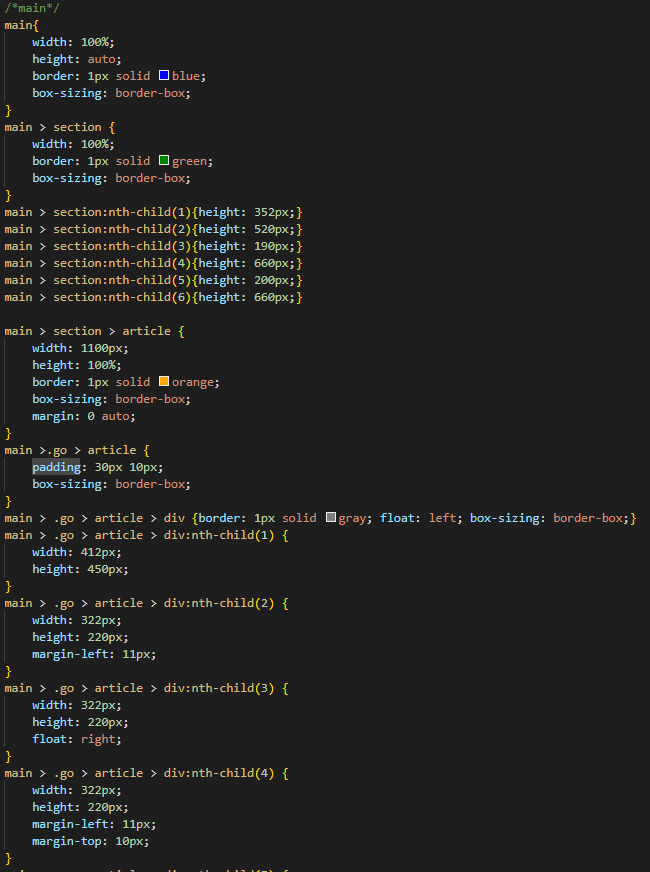 /*main*/
main{
    width: 100%;
    height: auto;
    border: 1px solid blue;
    box-sizing: border-box;
}
main > section {
    width: 100%;
    border: 1px solid green;
    box-sizing: border-box;
}
main > section:nth-child(1){height: 352px;}
main > section:nth-child(2){height: 520px;}
main > section:nth-child(3){height: 190px;}
main > section:nth-child(4){height: 660px;}
main > section:nth-child(5){height: 200px;}
main > section:nth-child(6){height: 660px;}

main > section > article {
    width: 1100px;
    height: 100%;
    border: 1px solid orange;
    box-sizing: border-box;
    margin: 0 auto;
}
main >.go > article {
    padding: 30px 10px;
    box-sizing: border-box;
}
main > .go > article > div {border: 1px solid gray; float: left; box-sizing: border-box;}
main > .go > article > div:nth-child(1) {
    width: 412px;
    height: 450px;
}
main > .go > article > div:nth-child(2) {
    width: 322px;
    height: 220px;
    margin-left: 11px;
}
main > .go > article > div:nth-child(3) {
    width: 322px;
    height: 220px;
    float: right;
}
main > .go > article > div:nth-child(4) {
    width: 322px;
    height: 220px;
    margin-left: 11px;
    margin-top: 10px;
}